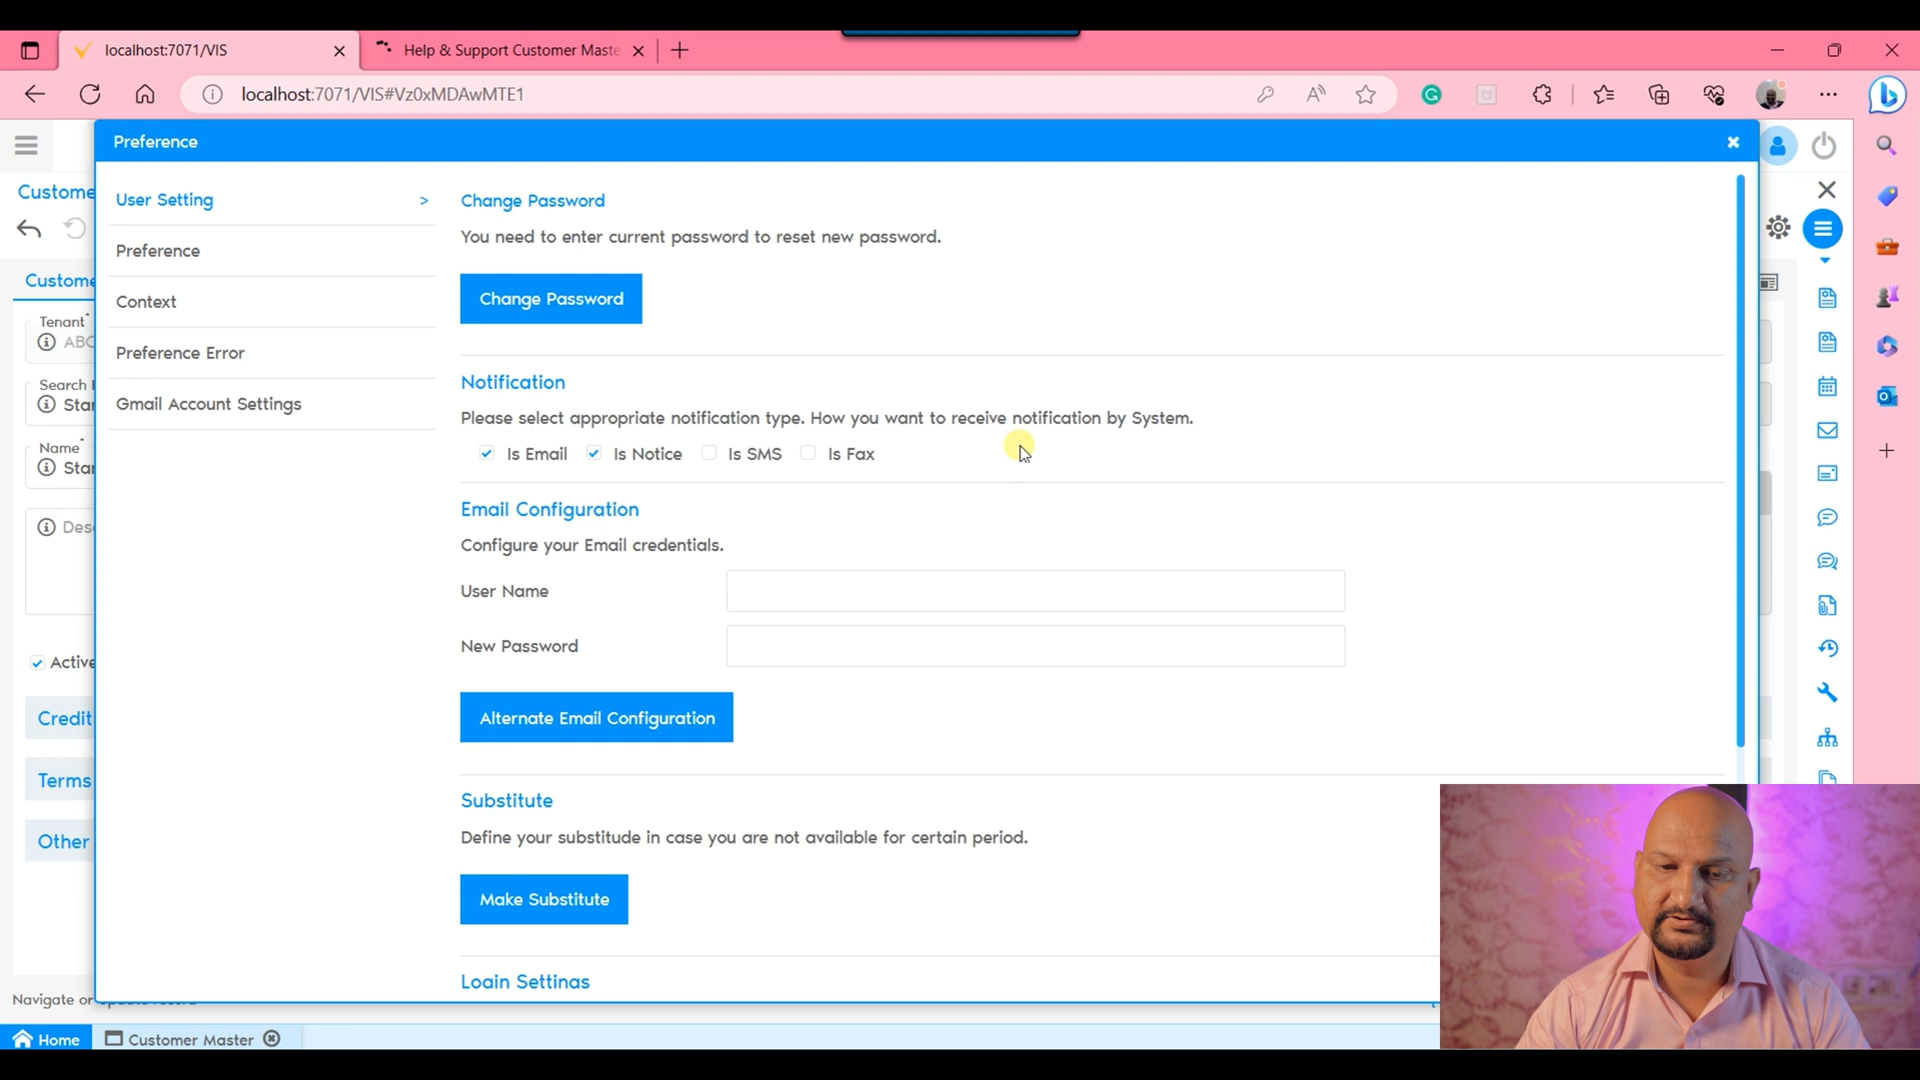 localhost:7071/VIS
Help & Support Customer Maste
localhost:7071/VIS#Vz0xMDAwMTE1
Preference
Custome
User Setting >
Preference
Context
Preference Error
Gmail Account Settings
Change Password
You need to enter current password to reset new password.
Change Password
Notification
Please select appropriate notification type. How you want to receive notification by System.
Is Email Is Notice Is SMS Is Fax
Email Configuration
Configure your Email credentials.
User Name
New Password
Alternate Email Configuration
Substitute
Define your substitude in case you are not available for certain period.
Make Substitute
Login Settings
Custome
Tenant*
ABC
Search
Star
Name*
Star
Desc
Active
Credit
Terms
Other
Navigate or
Home Customer Master